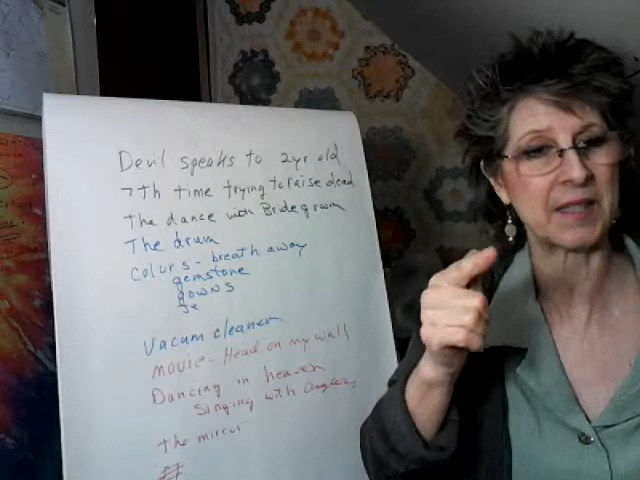 Devil speaks to 2yr old
7th time trying to raise dead
The dance with Bridegroom
The drum
Colors - breath away
gemstone
gowns
Je
Vacum cleaner
Movie - Head on my wall
Dancing in heaven
Singing with
The mirror